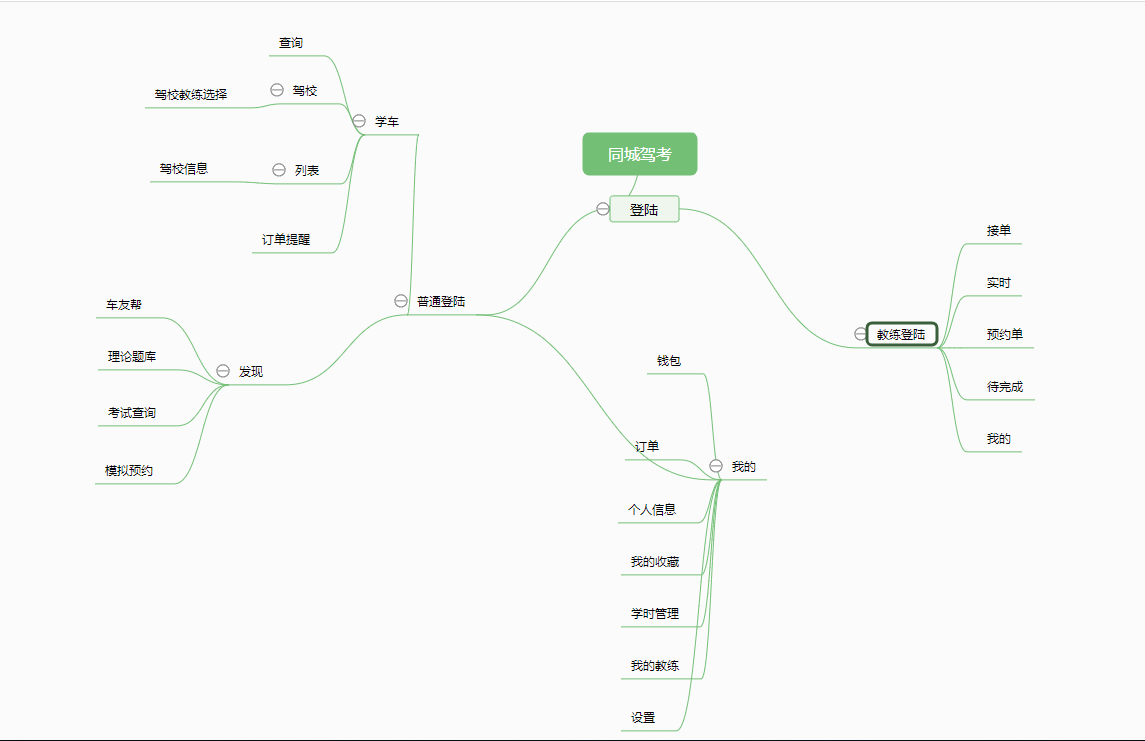 同城驾考
登陆
普通登陆
学车
查询
驾校
驾校教练选择
列表
驾校信息
订单提醒
发现
车友帮
理论题库
考试查询
模拟预约
我的
钱包
订单
个人信息
我的收藏
学时管理
我的教练
设置
教练登陆
接单
实时
预约单
待完成
我的